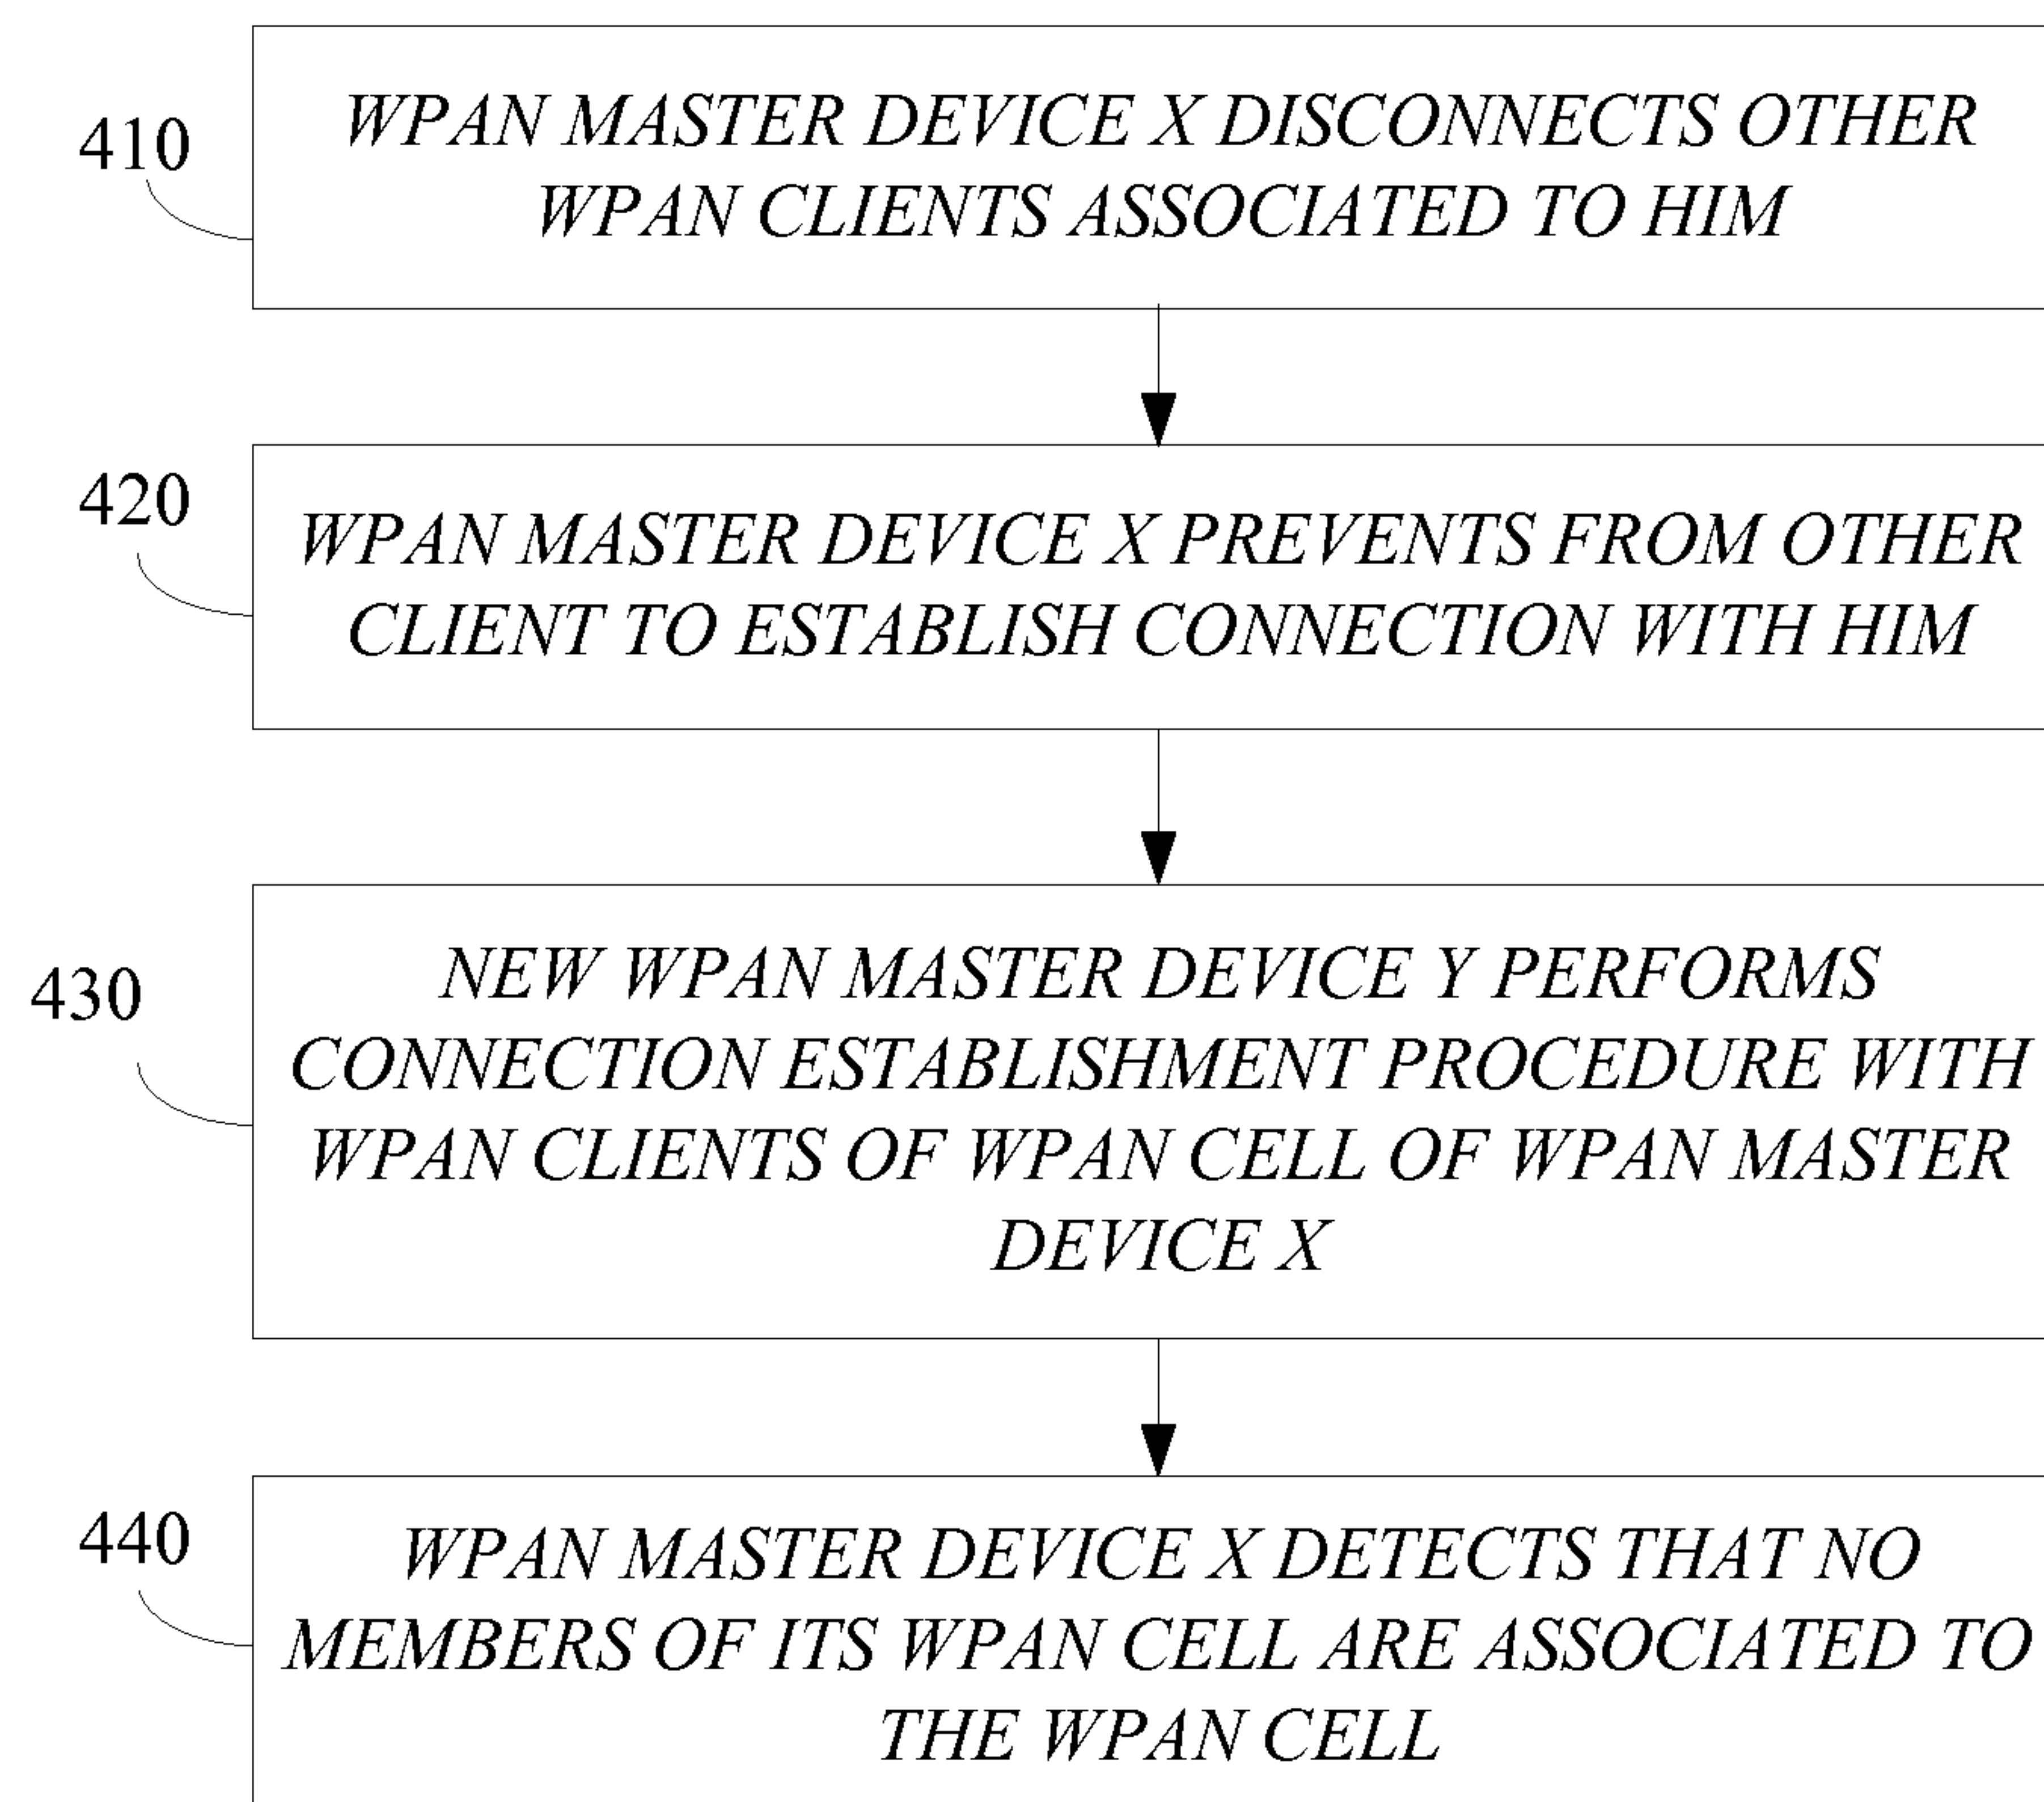 410
WPAN MASTER DEVICE X DISCONNECTS OTHER
WPAN CLIENTS ASSOCIATED TO HIM
420
WPAN MASTER DEVICE X PREVENTS FROM OTHER
CLIENT TO ESTABLISH CONNECTION WITH HIM
430
NEW WPAN MASTER DEVICE Y PERFORMS
CONNECTION ESTABLISHMENT PROCEDURE WITH
WPAN CLIENTS OF WPAN CELL OF WPAN MASTER
DEVICE X
440
WPAN MASTER DEVICE X DETECTS THAT NO
MEMBERS OF ITS WPAN CELL ARE ASSOCIATED TO
THE WPAN CELL